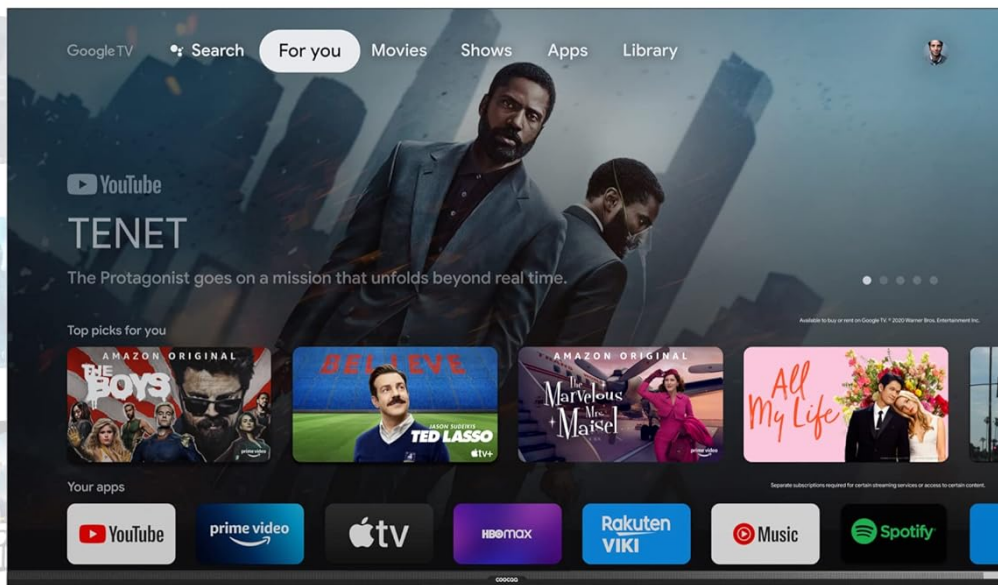 Google TV
Search
For you
Movies
Shows
Apps
Library
YouTube
TENET
The Protagonist goes on a mission that unfolds beyond real time.
Available to buy or rent on Google TV. © 2020 Warner Bros. Entertainment Inc.
Top picks for you
AMAZON ORIGINAL
THE BOYS
prime video
BELIEVE
JASON SUDEIKIS
TED LASSO
tv+
AMAZON ORIGINAL
The
Marvelous
Mrs.
Maisel
prime video
All
My Life
Your apps
Separate subscriptions required for certain streaming services or access to certain content.
YouTube
prime video
tv
HBOmax
Rakuten
VIKI
Music
Spotify
coocaa